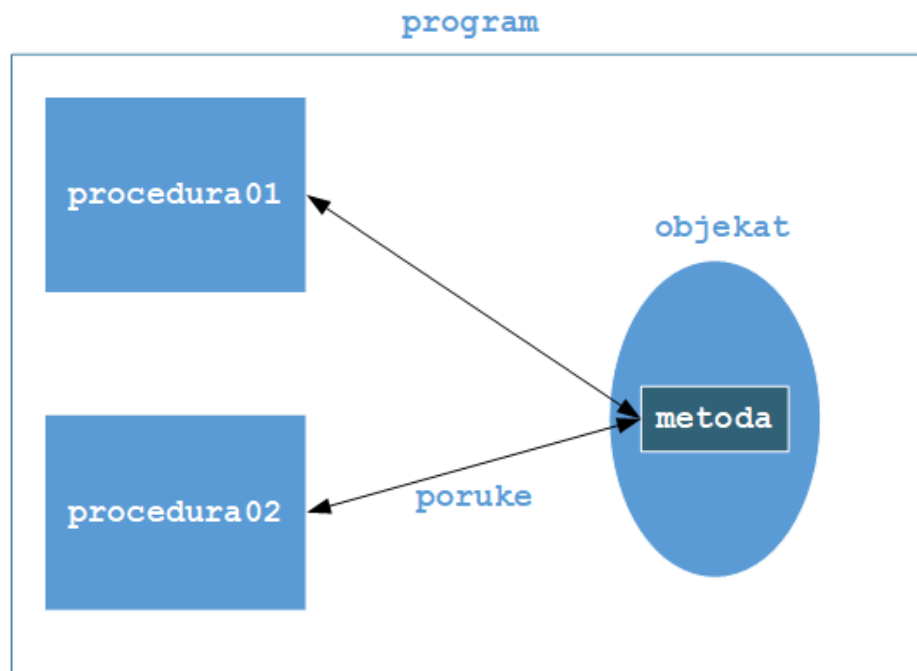 program
procedura01
objekat
metoda
procedura02
poruke